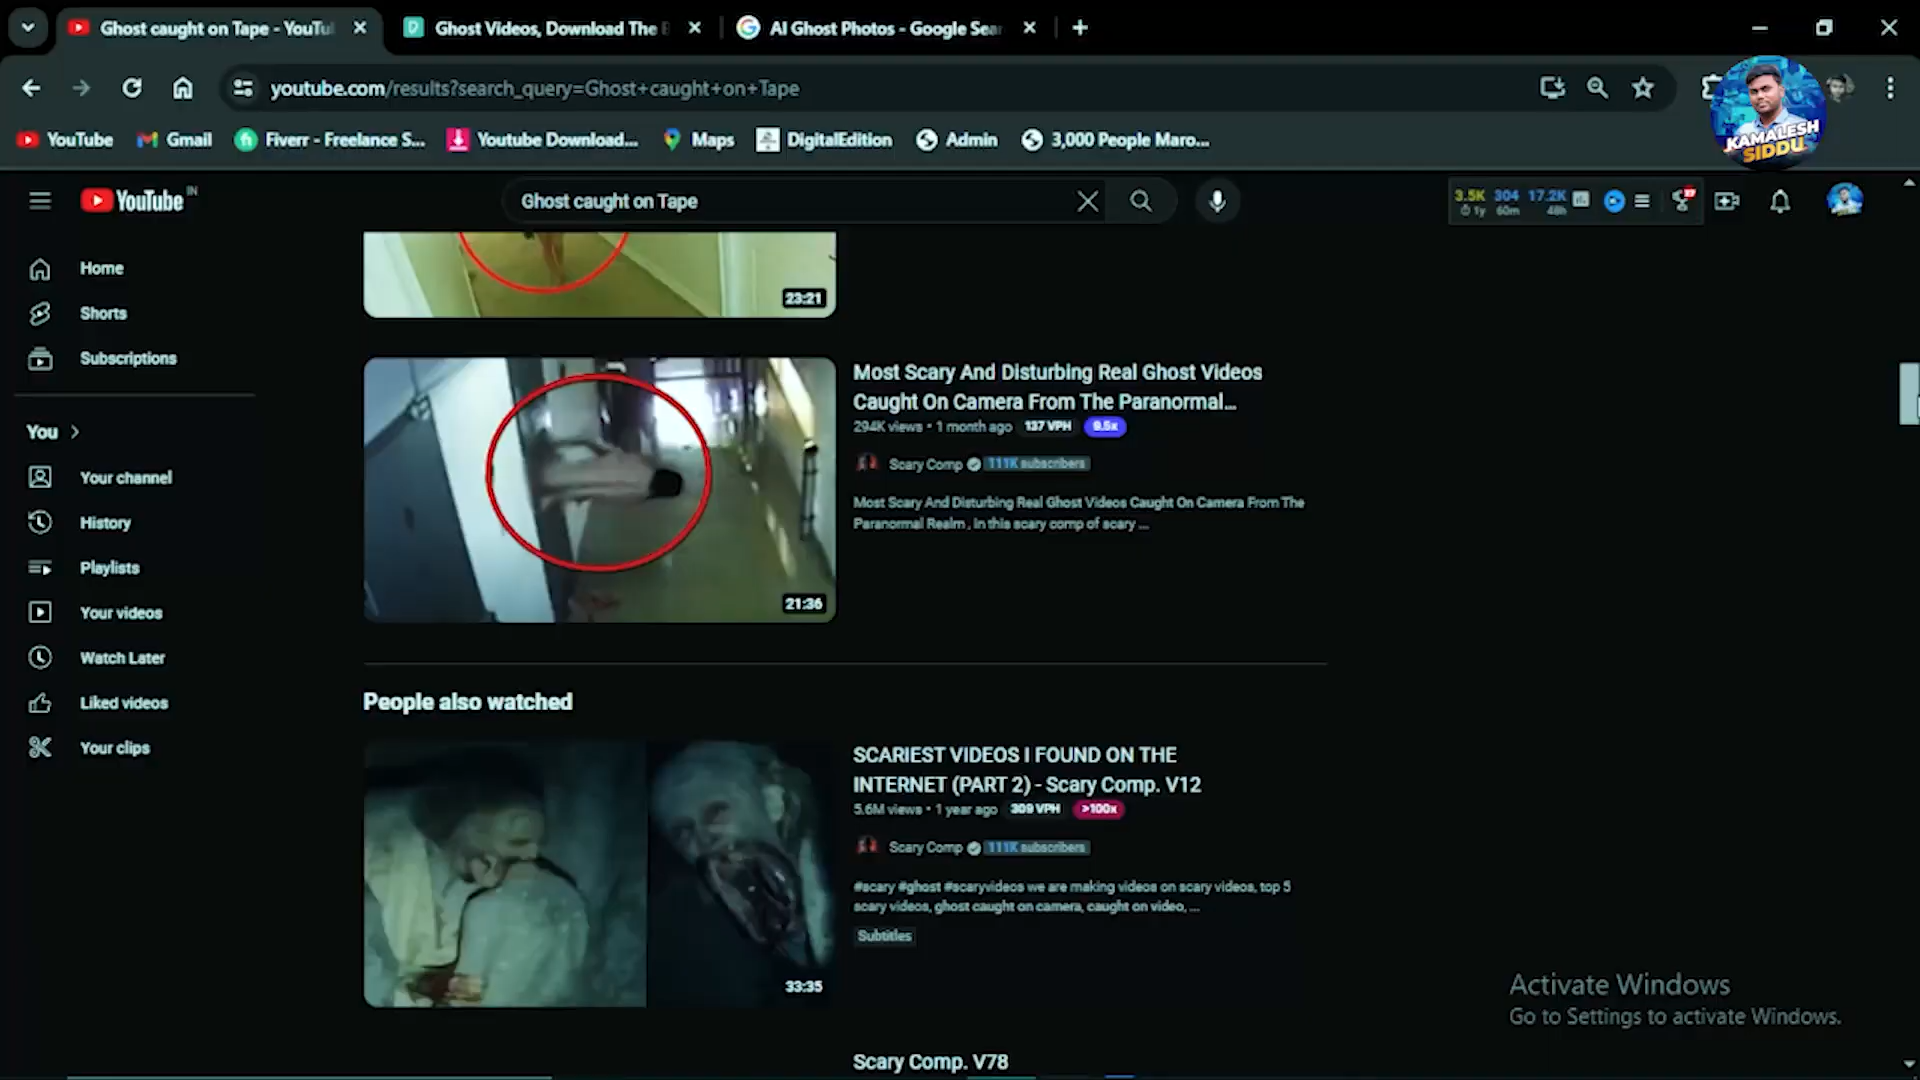 Ghost caught on Tape - YouTu
Ghost Videos, Download The B
AI Ghost Photos - Google Sear
youtube.com/results?search_query=Ghost+caught+on+Tape
YouTube
Gmail
Fiverr - Freelance S...
Youtube Download...
Maps
DigitalEdition
Admin
3,000 People Maro...
KAMALESH
SIDDU
YouTube IN
Ghost caught on Tape
3.5K 304 17.2K
1y 60m 48h
Home
Shorts
Subscriptions
You
Your channel
History
Playlists
Your videos
Watch Later
Liked videos
Your clips
23:21
21:36
Most Scary And Disturbing Real Ghost Videos
Caught On Camera From The Paranormal...
294K views • 1 month ago 137 VPH 9.5x
Scary Comp 111K subscribers
Most Scary And Disturbing Real Ghost Videos Caught On Camera From The
Paranormal Realm , in this scary comp of scary ...
People also watched
33:35
SCARIEST VIDEOS I FOUND ON THE
INTERNET (PART 2) - Scary Comp. V12
5.6M views • 1 year ago 309 VPH >100x
Scary Comp 111K subscribers
#scary #ghost #scaryvideos we are making videos on scary videos, top 5
scary videos, ghost caught on camera, caught on video, ...
Subtitles
Scary Comp. V78
Activate Windows
Go to Settings to activate Windows.